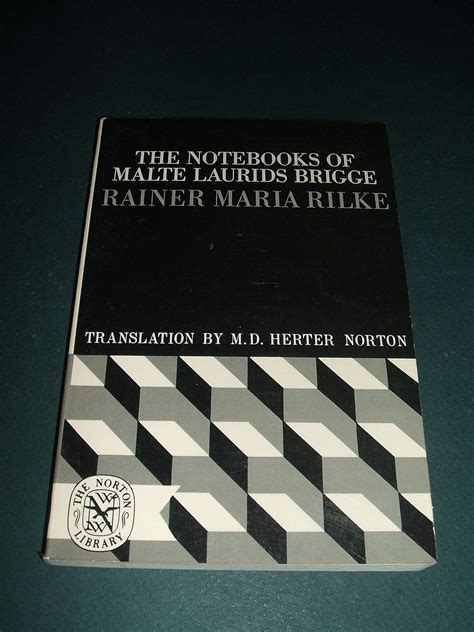 THE NOTEBOOKS OF
MALTE LAURIDS BRIGGE
RAINER MARIA RILKE
TRANSLATION BY M.D. HERTER NORTON
THE NORTON
LIBRARY